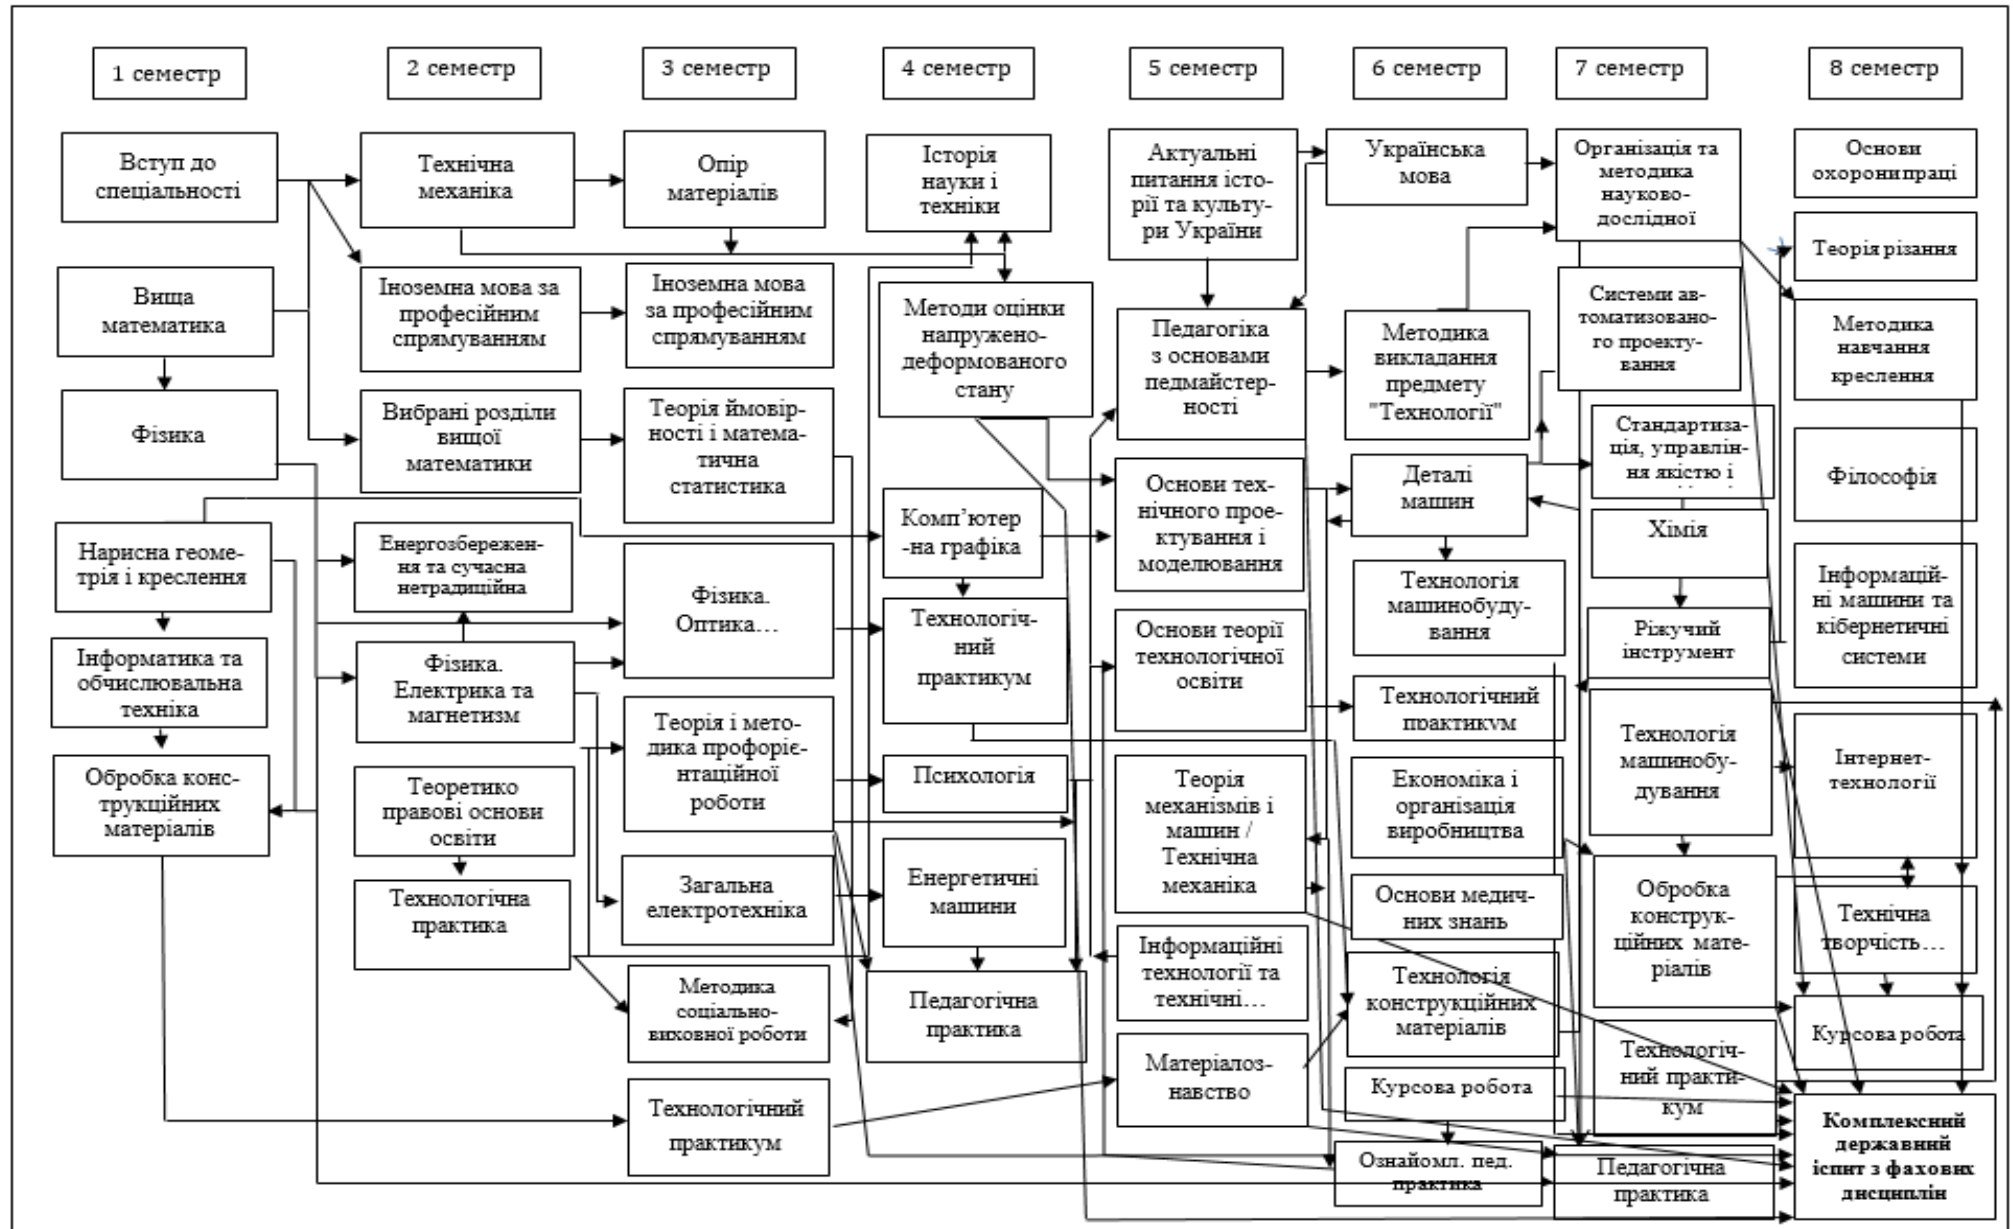 1 семестр
2 семестр
3 семестр
4 семестр
5 семестр
6 семестр
7 семестр
8 семестр
Вступ до
спеціальності
Вища
математика
Фізика
Нарисна геоме-
трія і креслення
Інформатика та
обчислювальна
техніка
Обробка конс-
трукційних
матеріалів
Технічна
механіка
Іноземна мова за
професійним
спрямуванням
Вибрані розділи
вищої
математики
Енергозбережен-
ня та сучасна
нетрадиційна
Фізика.
Електрика та
магнетизм
Теоретико
правові основи
освіти
Технологічна
практика
Опір
матеріалів
Іноземна мова
за професійним
спрямуванням
Теорія ймовір-
ності і матема-
тична
статистика
Фізика.
Оптика…
Теорія і мето-
дика профоріє-
нтаційної
роботи
Загальна
електротехніка
Методика
соціально-
виховної роботи
Технологічний
практикум
Історія
науки і
техніки
Методи оцінки
напружено-
деформованого
стану
Комп’ютер
-на графіка
Технологіч-
ний
практикум
Психологія
Енергетичні
машини
Педагогічна
практика
Актуальні
питання істо-
рії та культу-
ри України
Педагогіка
з основами
педмайстер-
ності
Основи тех-
нічного прое-
ктування і
моделювання
Основи теорії
технологічної
освіти
Теорія
механізмів і
машин /
Технічна
механіка
Інформаційні
технології та
технічні…
Матеріалоз-
навство
Українська
мова
Методика
викладання
предмету
"Технології"
Деталі
машин
Технологія
машинобуду-
вання
Технологічний
практикум
Економіка і
організація
виробництва
Основи медич-
них знань
Технологія
конструкційних
матеріалів
Курсова робота
Ознайомл. пед.
практика
Організація та
методика
науково-
дослідної
Системи ав-
томатизовано-
го проекту-
вання
Стандартиза-
ція, управлін-
ня якістю і
Хімія
Ріжучий
інструмент
Технологія
машинобу-
дування
Обробка
конструк-
ційних мате-
ріалів
Технологіч-
ний практи-
кум
Педагогічна
практика
Основи
охорони праці
Теорія різання
Методика
навчання
креслення
Філософія
Інформацій-
ні машини та
кібернетичні
системи
Інтернет-
технології
Технічна
творчість…
Курсова робота
Комплексний
державний
іспит з фахових
дисциплін